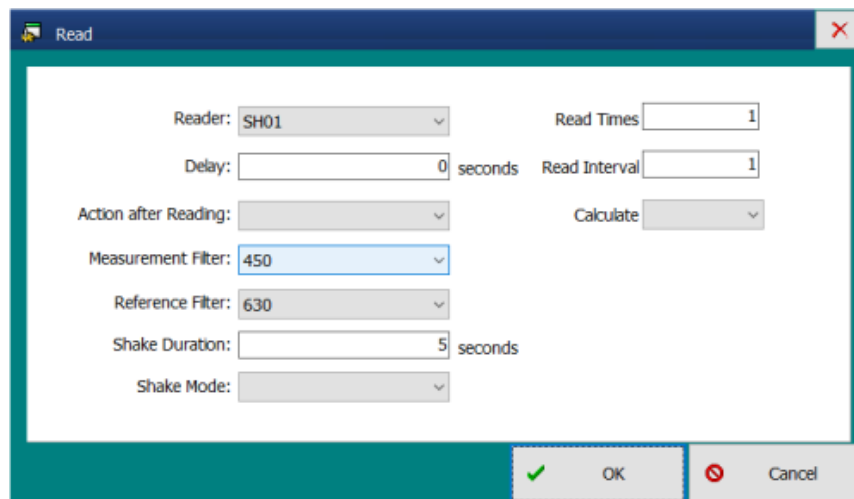 Read
Reader: SH01 Read Times 1
Delay: 0 seconds Read Interval 1
Action after Reading: Calculate
Measurement Filter: 450
Reference Filter: 630
Shake Duration: 5 seconds
Shake Mode:
OK Cancel